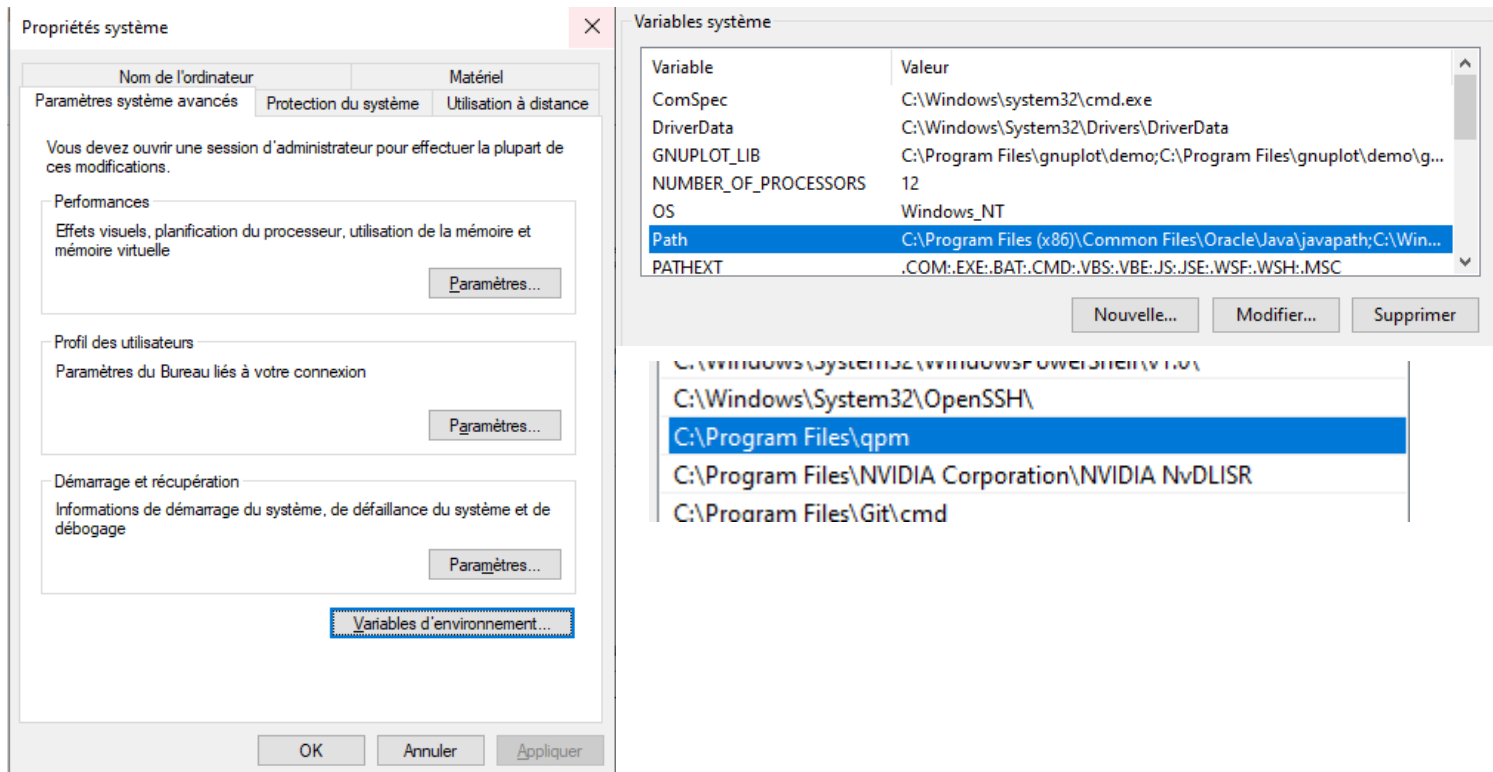 Propriétés système
Nom de l'ordinateur
Matériel
Paramètres système avancés
Protection du système
Utilisation à distance
Vous devez ouvrir une session d'administrateur pour effectuer la plupart de
ces modifications.
Performances
Effets visuels, planification du processeur, utilisation de la mémoire et
mémoire virtuelle
Paramètres...
Profil des utilisateurs
Paramètres du Bureau liés à votre connexion
Paramètres...
Démarrage et récupération
Informations de démarrage du système, de défaillance du système et de
débogage
Paramètres...
Variables d'environnement...
OK
Annuler
Appliquer
Variables système
Variable Valeur
ComSpec C:\Windows\system32\cmd.exe
DriverData C:\Windows\System32\Drivers\DriverData
GNUPLOT_LIB C:\Program Files\gnuplot\demo;C:\Program Files\gnuplot\demo\g...
NUMBER_OF_PROCESSORS 12
OS Windows_NT
Path C:\Program Files (x86)\Common Files\Oracle\Java\javapath;C:\Win...
PATHEXT .COM;.EXE;.BAT;.CMD;.VBS;.VBE;.JS;.JSE;.WSF;.WSH;.MSC
Nouvelle...
Modifier...
Supprimer
C:\Windows\System32\WindowsPowerShell\v1.0\
C:\Windows\System32\OpenSSH\
C:\Program Files\qpm
C:\Program Files\NVIDIA Corporation\NVIDIA NvDLISR
C:\Program Files\Git\cmd